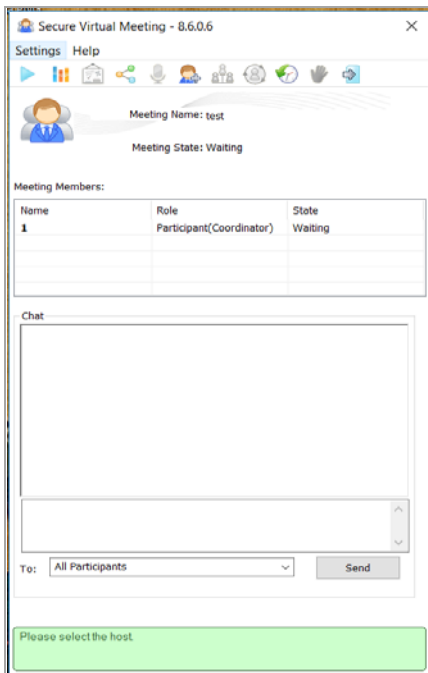 Secure Virtual Meeting - 8.6.0.6
Settings Help
Meeting Name: test
Meeting State: Waiting
Meeting Members:
Name Role State
1 Participant(Coordinator) Waiting
Chat
To: All Participants Send
Please select the host.